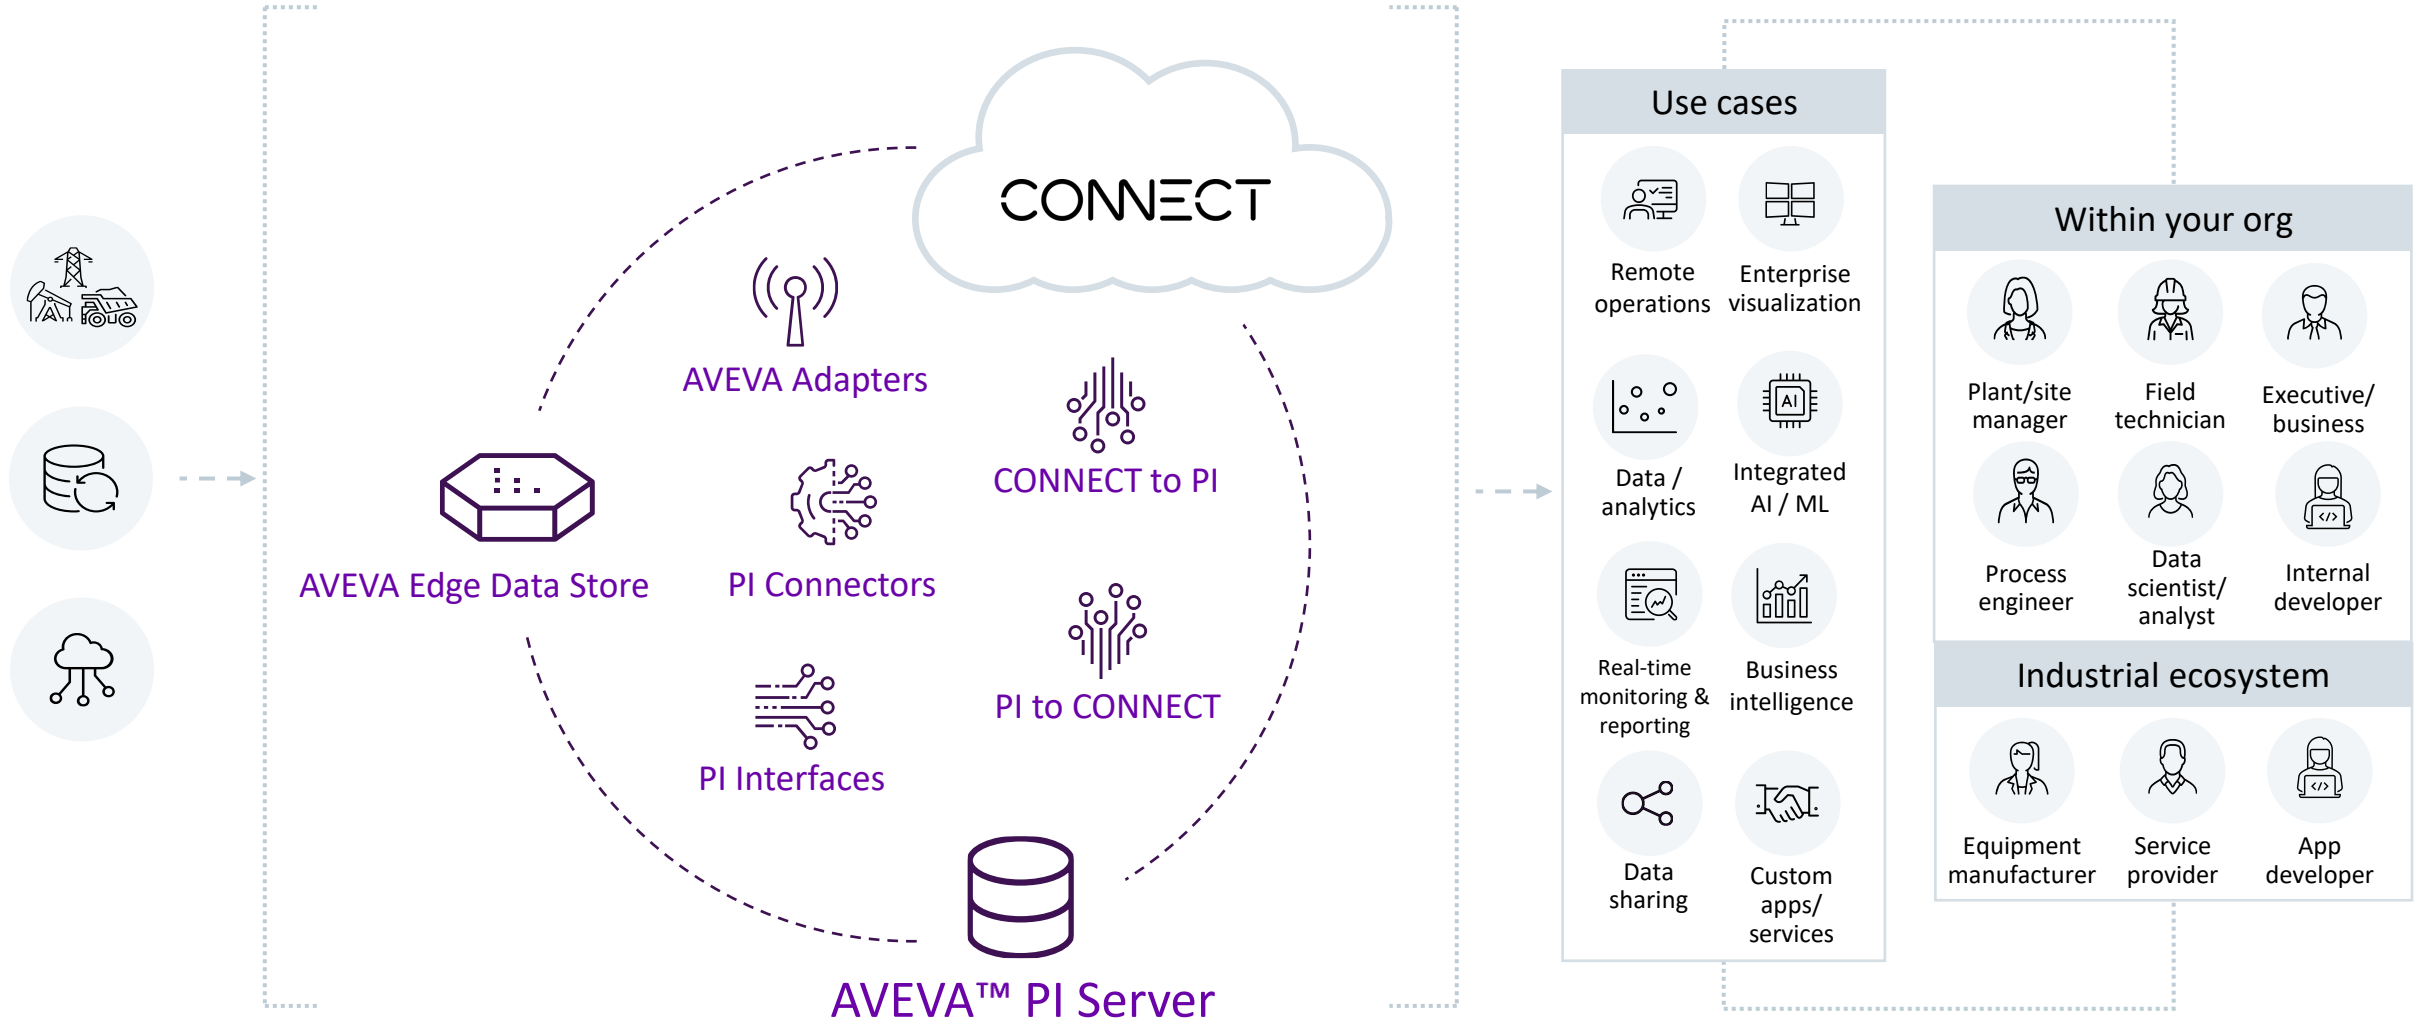 CONNECT
AVEVA Adapters
CONNECT to PI
AVEVA Edge Data Store
PI Connectors
PI to CONNECT
PI Interfaces
AVEVA™ PI Server
Use cases
Remote
operations
Enterprise
visualization
Data /
analytics
AI
Integrated
AI / ML
Real-time
monitoring &
reporting
Business
intelligence
Data
sharing
Custom
apps/
services
Within your org
Plant/site
manager
Field
technician
Executive/
business
Process
engineer
Data
scientist/
analyst
</>
Internal
developer
Industrial ecosystem
Equipment
manufacturer
Service
provider
</>
App
developer